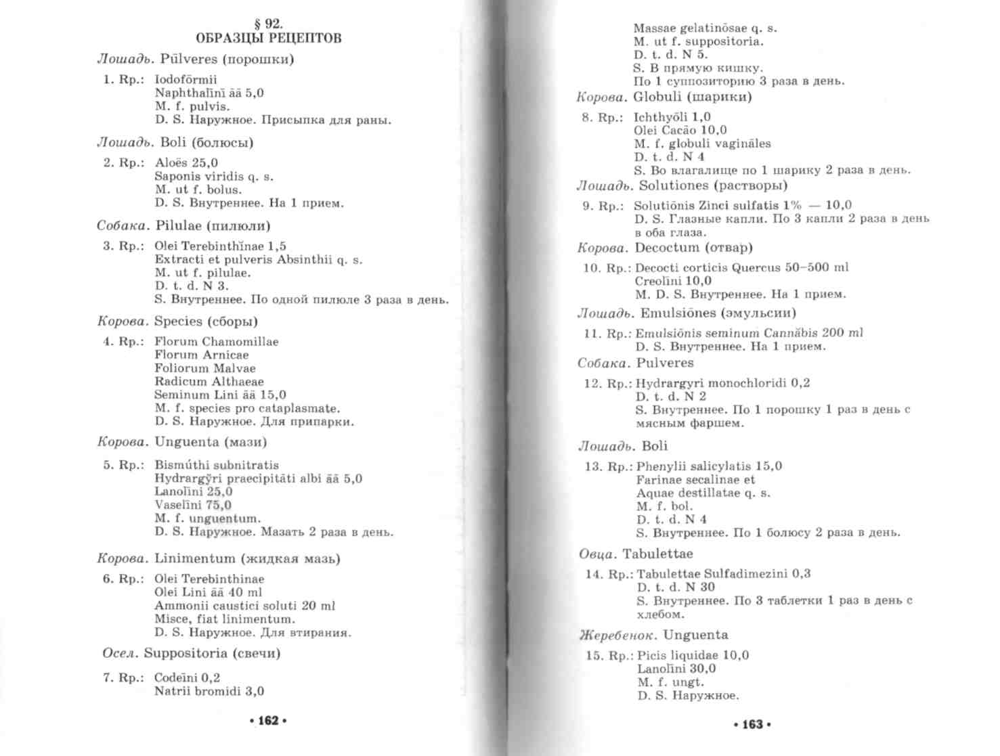 § 92.
ОБРАЗЦЫ РЕЦЕПТОВ
Лошадь. Pūlveres (порошки)
1. Rp.: Iodofōrmii
Naphthalīnī āā 5,0
M. f. pulvis.
D. S. Наружное. Присыпка для раны.
Лошадь. Boli (болюсы)
2. Rp.: Aloёs 25,0
Saponis viridis q. s.
M. ut f. bolus.
D. S. Внутреннее. На 1 прием.
Собака. Pilulae (пилюли)
3. Rp.: Olei Terebinthĭnae 1,5
Extracti et pulveris Absinthii q. s.
M. ut f. pilulae.
D. t. d. N 3.
S. Внутреннее. По одной пилюле 3 раза в день.
Корова. Species (сборы)
4. Rp.: Florum Chamomillae
Florum Arnicae
Foliorum Malvae
Radicum Althaeae
Seminum Lini āā 15,0
M. f. species pro cataplasmate.
D. S. Наружное. Для припарки.
Корова. Unguenta (мази)
5. Rp.: Bismúthi subnitratis
Hydrargўri praecipitāti albi āā 5,0
Lanolīni 25,0
Vaselīni 75,0
M. f. unguentum.
D. S. Наружное. Мазать 2 раза в день.
Корова. Linimentum (жидкая мазь)
6. Rp.: Olei Terebinthinae
Olei Lini āā 40 ml
Ammonii caustici soluti 20 ml
Misce, fiat linimentum.
D. S. Наружное. Для втирания.
Осел. Suppositoria (свечи)
7. Rp.: Codeīni 0,2
Natrii bromidi 3,0
• 162 •
Massae gelatinōsae q. s.
M. ut f. suppositoria.
D. t. d. N 5.
S. В прямую кишку.
По 1 суппозиторию 3 раза в день.
Корова. Globuli (шарики)
8. Rp.: Ichthyōli 1,0
Olei Cacāo 10,0
M. f. globuli vagināles
D. t. d. N 4
S. Во влагалище по 1 шарику 2 раза в день.
Лошадь. Solutiones (растворы)
9. Rp.: Solutiōnis Zinci sulfatis 1% — 10,0
D. S. Глазные капли. По 3 капли 2 раза в день
в оба глаза.
Корова. Decoctum (отвар)
10. Rp.: Decocti corticis Quercus 50–500 ml
Creolīni 10,0
M. D. S. Внутреннее. На 1 прием.
Лошадь. Emulsiōnes (эмульсии)
11. Rp.: Emulsiōnis seminum Cannăbis 200 ml
D. S. Внутреннее. На 1 прием.
Собака. Pulveres
12. Rp.: Hydrargyri monochloridi 0,2
D. t. d. N 2
S. Внутреннее. По 1 порошку 1 раз в день с
мясным фаршем.
Лошадь. Boli
13. Rp.: Phenylii salicylatis 15,0
Farinae secalinae et
Aquae destillatae q. s.
M. f. bol.
D. t. d. N 4
S. Внутреннее. По 1 болюсу 2 раза в день.
Овца. Tabulettae
14. Rp.: Tabulettae Sulfadimezini 0,3
D. t. d. N 30
S. Внутреннее. По 3 таблетки 1 раз в день с
хлебом.
Жеребенок. Unguenta
15. Rp.: Picis liquidae 10,0
Lanolīni 30,0
M. f. ungt.
D. S. Наружное.
• 163 •